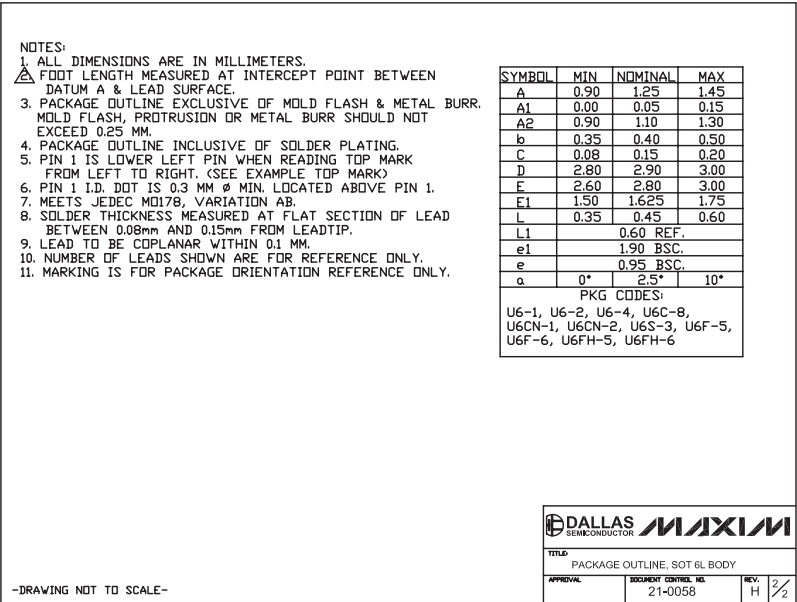 NOTES:
1. ALL DIMENSIONS ARE IN MILLIMETERS.
2. FOOT LENGTH MEASURED AT INTERCEPT POINT BETWEEN
DATUM A & LEAD SURFACE.
3. PACKAGE OUTLINE EXCLUSIVE OF MOLD FLASH & METAL BURR.
MOLD FLASH, PROTRUSION OR METAL BURR SHOULD NOT
EXCEED 0.25 MM.
4. PACKAGE OUTLINE INCLUSIVE OF SOLDER PLATING.
5. PIN 1 IS LOWER LEFT PIN WHEN READING TOP MARK
FROM LEFT TO RIGHT. (SEE EXAMPLE TOP MARK)
6. PIN 1 I.D. DOT IS 0.3 MM ø MIN. LOCATED ABOVE PIN 1.
7. MEETS JEDEC MO178, VARIATION AB.
8. SOLDER THICKNESS MEASURED AT FLAT SECTION OF LEAD
BETWEEN 0.08mm AND 0.15mm FROM LEADTIP.
9. LEAD TO BE COPLANAR WITHIN 0.1 MM.
10. NUMBER OF LEADS SHOWN ARE FOR REFERENCE ONLY.
11. MARKING IS FOR PACKAGE ORIENTATION REFERENCE ONLY.
SYMBOL MIN NOMINAL MAX
A 0.90 1.25 1.45
A1 0.00 0.05 0.15
A2 0.90 1.10 1.30
b 0.35 0.40 0.50
C 0.08 0.15 0.20
D 2.80 2.90 3.00
E 2.60 2.80 3.00
E1 1.50 1.625 1.75
L 0.35 0.45 0.60
L1 0.60 REF.
e1 1.90 BSC.
e 0.95 BSC.
α 0° 2.5° 10°
PKG CODES:
U6-1, U6-2, U6-4, U6C-8,
U6CN-1, U6CN-2, U6S-3, U6F-5,
U6F-6, U6FH-5, U6FH-6
-DRAWING NOT TO SCALE-
DALLAS SEMICONDUCTOR MAXIM
TITLE:
PACKAGE OUTLINE, SOT 6L BODY
APPROVAL DOCUMENT CONTROL NO. REV.
21-0058 H 2/2